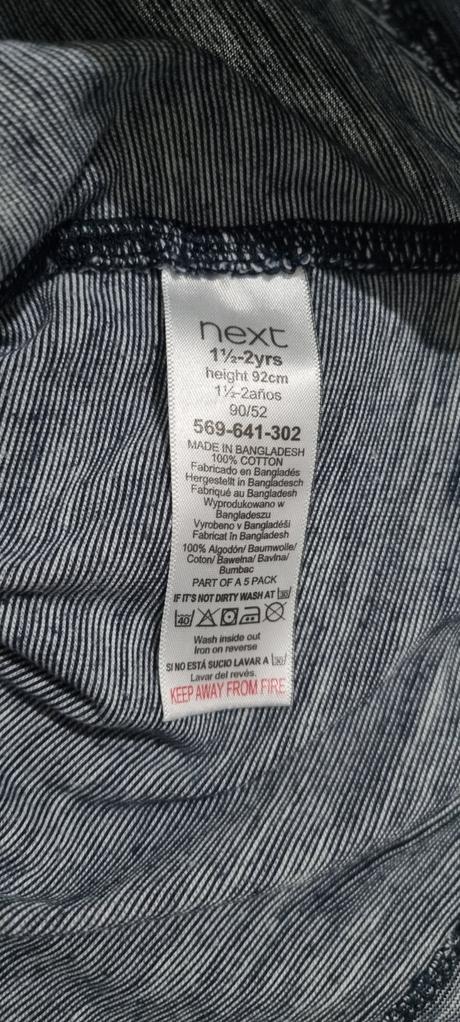 next
1½-2yrs
height 92cm
1½-2años
90/52
569-641-302
MADE IN BANGLADESH
100% COTTON
Fabricado en Bangladés
Hergestellt in Bangladesch
Fabriqué au Bangladesh
Wyprodukowano w
Bangladeszu
Vyrobeno v Bangladéši
Fabricat în Bangladesh
100% Algodón/ Baumwolle/
Coton/ Bawełna/ Bavlna/
Bumbac
PART OF A 5 PACK
IF IT'S NOT DIRTY WASH AT 30
40
Wash inside out
Iron on reverse
SI NO ESTÁ SUCIO LAVAR A 30
Lavar del revés.
KEEP AWAY FROM FIRE